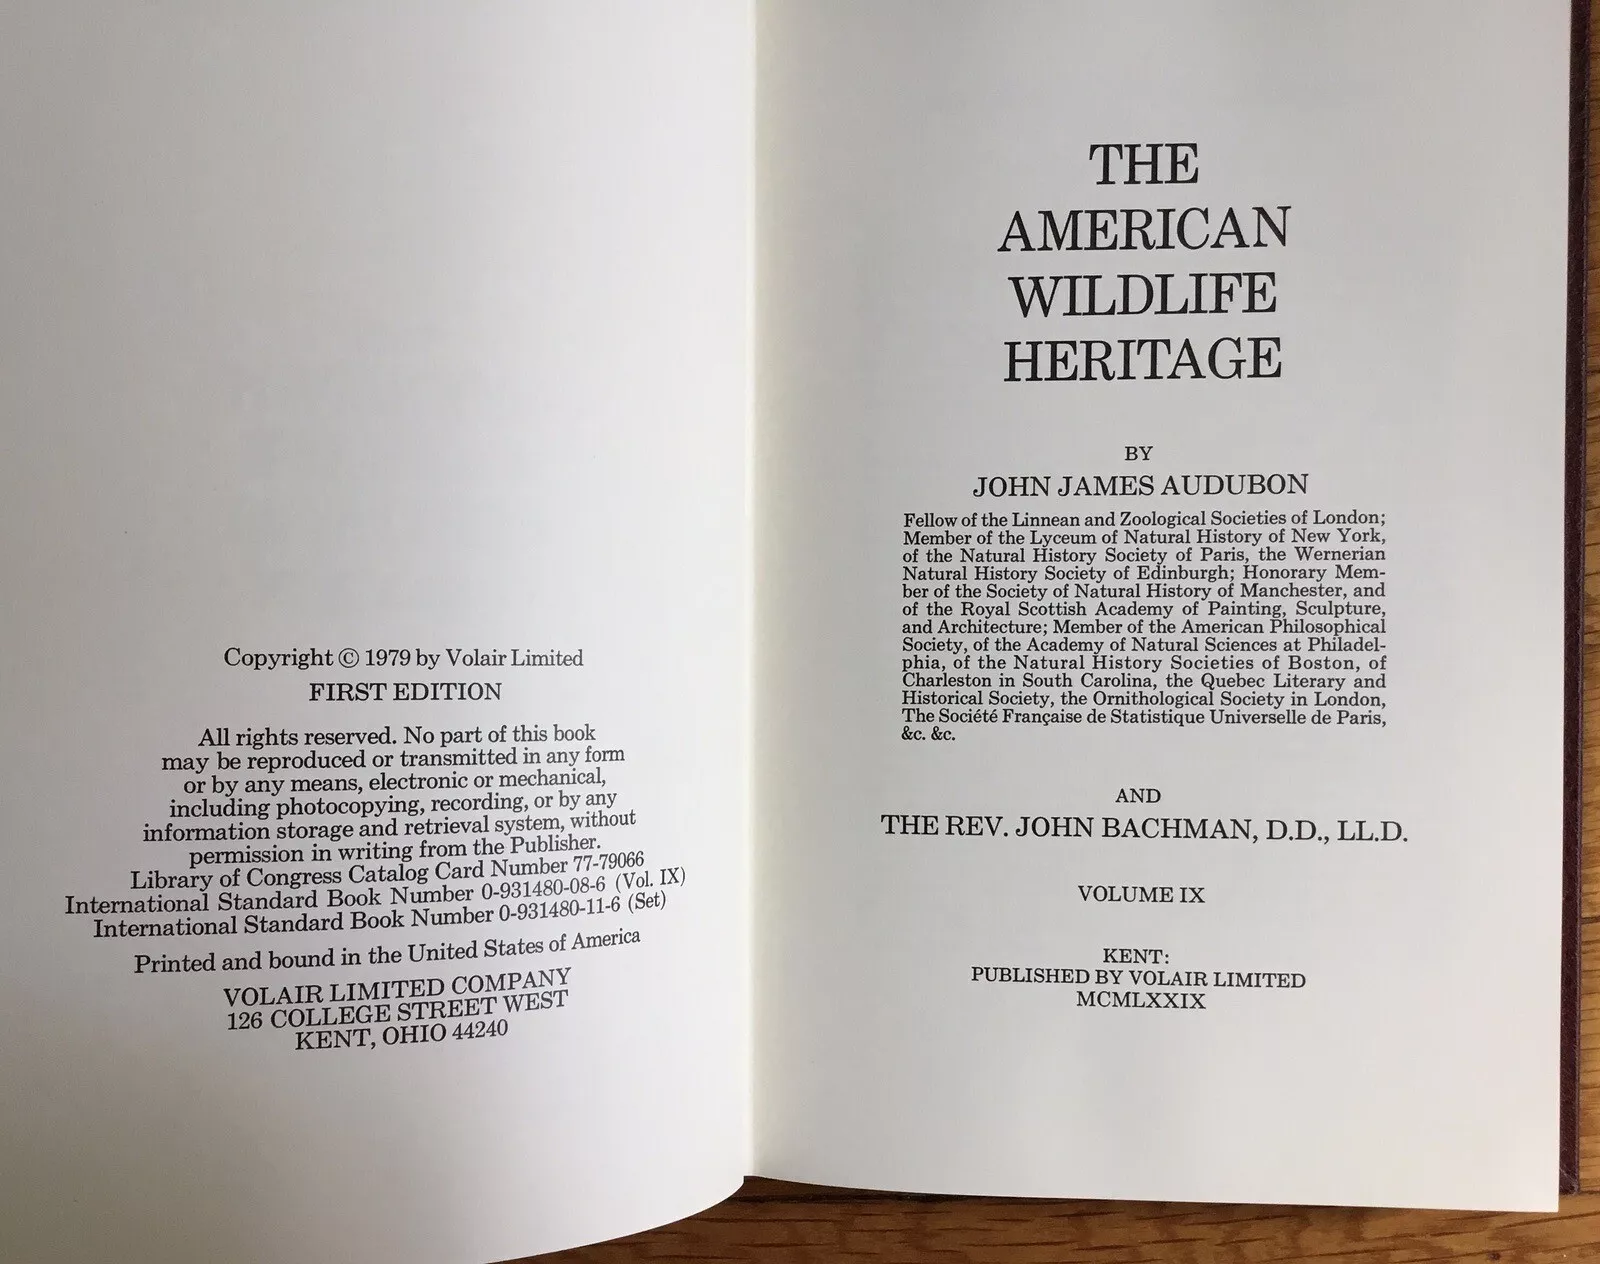 Copyright © 1979 by Volair Limited
FIRST EDITION
All rights reserved. No part of this book
may be reproduced or transmitted in any form
or by any means, electronic or mechanical,
including photocopying, recording, or by any
information storage and retrieval system, without
permission in writing from the Publisher.
Library of Congress Catalog Card Number 77-79066
International Standard Book Number 0-931480-08-6 (Vol. IX)
International Standard Book Number 0-931480-11-6 (Set)
Printed and bound in the United States of America
VOLAIR LIMITED COMPANY
126 COLLEGE STREET WEST
KENT, OHIO 44240
THE
AMERICAN
WILDLIFE
HERITAGE
BY
JOHN JAMES AUDUBON
Fellow of the Linnean and Zoological Societies of London;
Member of the Lyceum of Natural History of New York,
of the Natural History Society of Paris, the Wernerian
Natural History Society of Edinburgh; Honorary Mem-
ber of the Society of Natural History of Manchester, and
of the Royal Scottish Academy of Painting, Sculpture,
and Architecture; Member of the American Philosophical
Society, of the Academy of Natural Sciences at Philadel-
phia, of the Natural History Societies of Boston, of
Charleston in South Carolina, the Quebec Literary and
Historical Society, the Ornithological Society in London,
The Société Française de Statistique Universelle de Paris,
&c. &c.
AND
THE REV. JOHN BACHMAN, D.D., LL.D.
VOLUME IX
KENT:
PUBLISHED BY VOLAIR LIMITED
MCMLXXIX